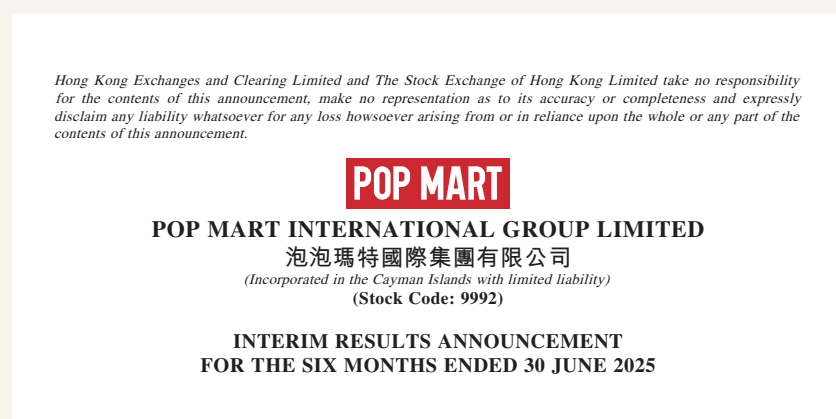 Hong Kong Exchanges and Clearing Limited and The Stock Exchange of Hong Kong Limited take no responsibility
for the contents of this announcement, make no representation as to its accuracy or completeness and expressly
disclaim any liability whatsoever for any loss howsoever arising from or in reliance upon the whole or any part of the
contents of this announcement.
POP MART
POP MART INTERNATIONAL GROUP LIMITED
泡泡瑪特國際集團有限公司
(Incorporated in the Cayman Islands with limited liability)
(Stock Code: 9992)
INTERIM RESULTS ANNOUNCEMENT
FOR THE SIX MONTHS ENDED 30 JUNE 2025